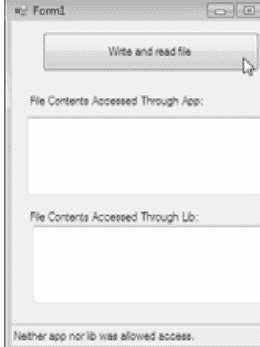 Form1
Write and read file
File Contents Accessed Through App:
File Contents Accessed Through Lib:
Neither app nor lib was allowed access.